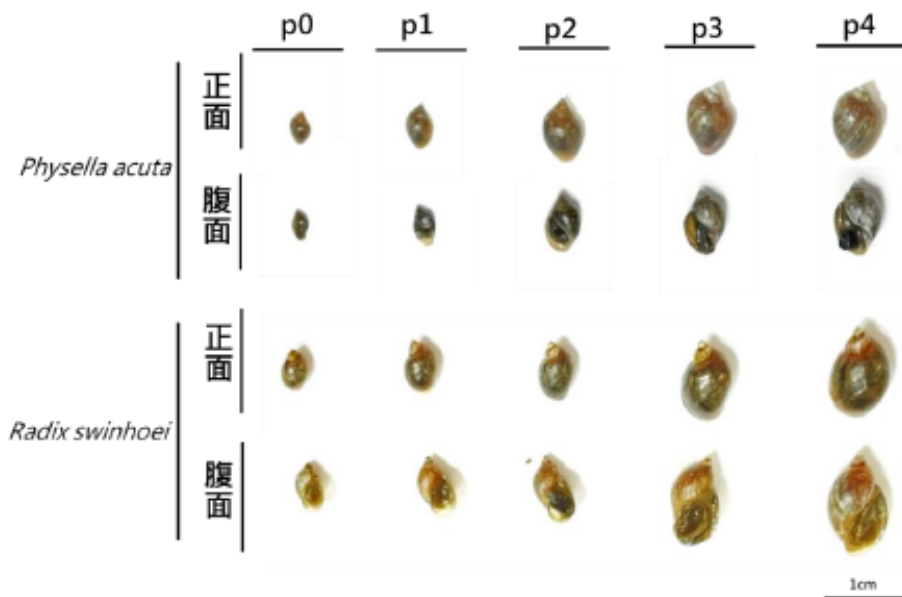 p0 p1 p2 p3 p4
Physella acuta
正面
腹面
Radix swinhoei
正面
腹面
1cm